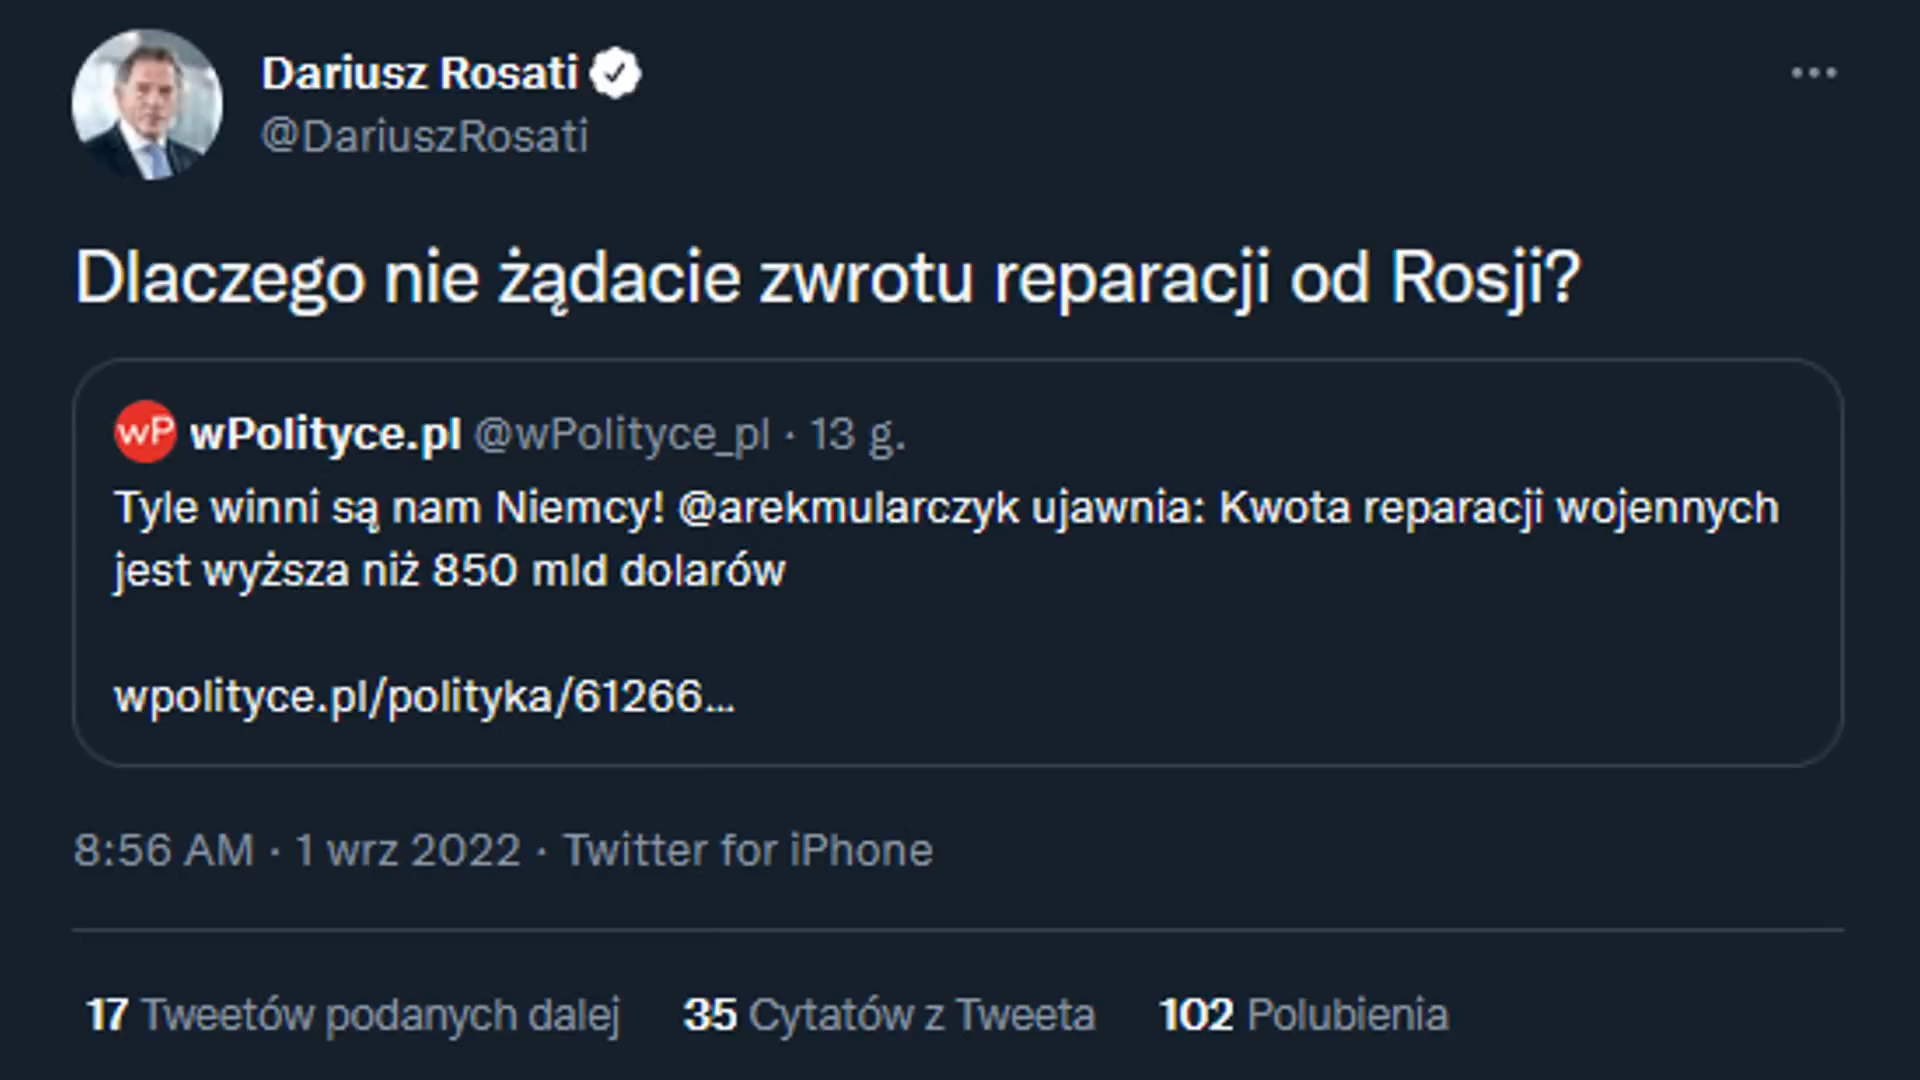 Dariusz Rosati
@DariuszRosati
Dlaczego nie żądacie zwrotu reparacji od Rosji?
wP wPolityce.pl @wPolityce_pl · 13 g.
Tyle winni są nam Niemcy! @arekmularczyk ujawnia: Kwota reparacji wojennych
jest wyższa niż 850 mld dolarów
wpolityce.pl/polityka/61266...
8:56 AM · 1 wrz 2022 · Twitter for iPhone
17 Tweetów podanych dalej 35 Cytatów z Tweeta 102 Polubienia